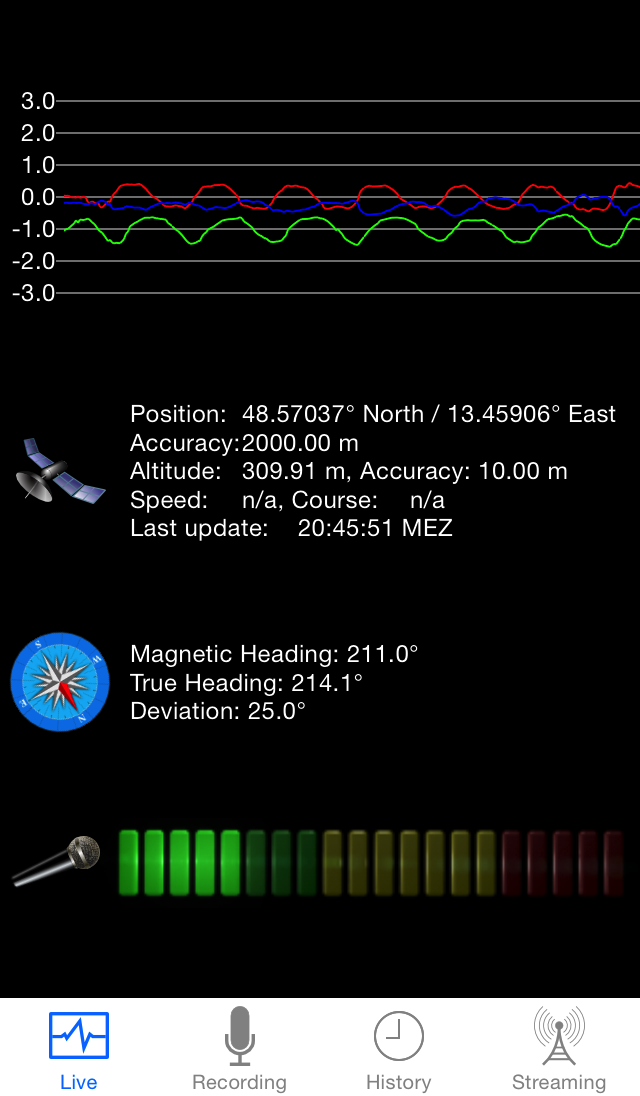 3.0
2.0
1.0
0.0
-1.0
-2.0
-3.0
Position: 48.57037° North / 13.45906° East
Accuracy:2000.00 m
Altitude: 309.91 m, Accuracy: 10.00 m
Speed: n/a, Course: n/a
Last update: 20:45:51 MEZ
S
W
E
N
Magnetic Heading: 211.0°
True Heading: 214.1°
Deviation: 25.0°
Live Recording History Streaming